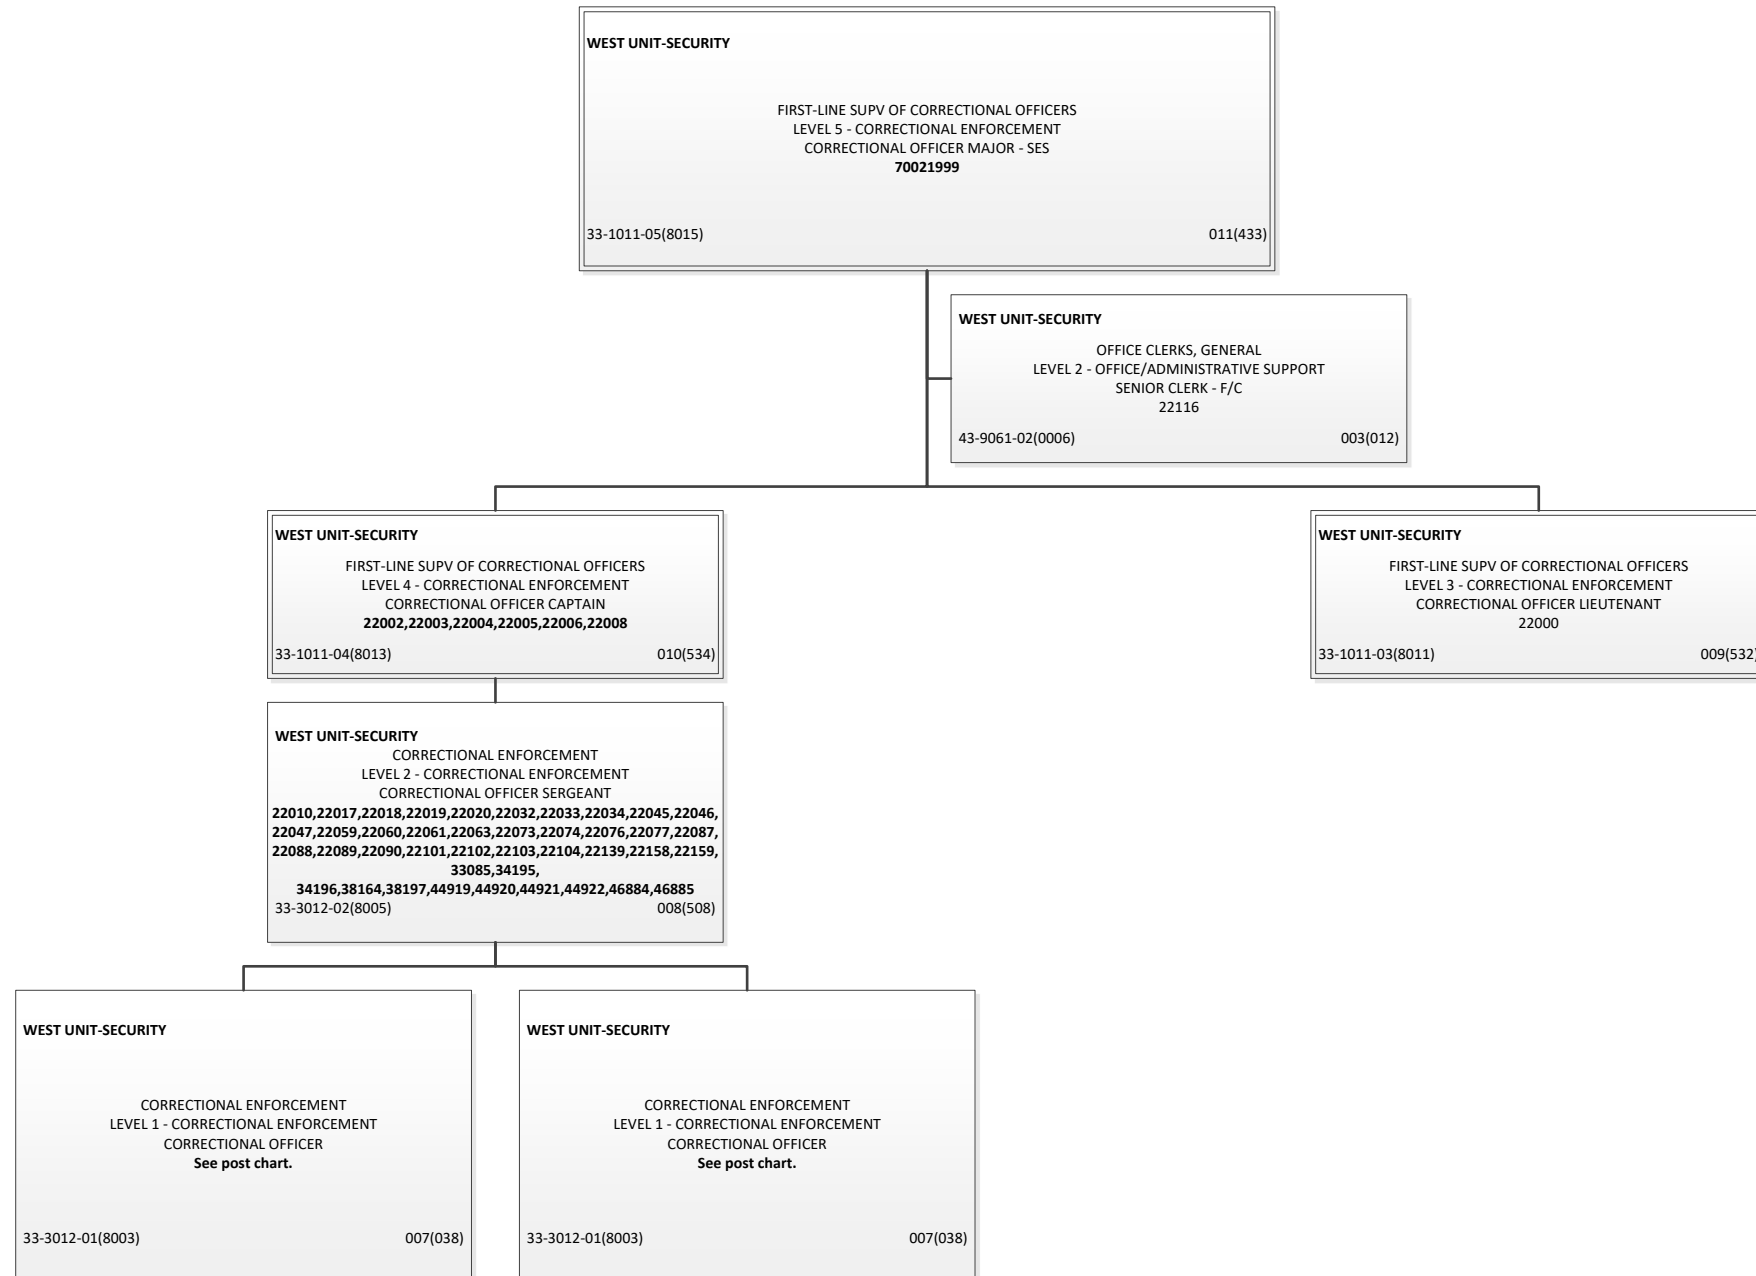 WEST UNIT-SECURITY
FIRST-LINE SUPV OF CORRECTIONAL OFFICERS
LEVEL 5 - CORRECTIONAL ENFORCEMENT
CORRECTIONAL OFFICER MAJOR - SES
70021999
33-1011-05(8015) 011(433)
WEST UNIT-SECURITY
OFFICE CLERKS, GENERAL
LEVEL 2 - OFFICE/ADMINISTRATIVE SUPPORT
SENIOR CLERK - F/C
22116
43-9061-02(0006) 003(012)
WEST UNIT-SECURITY
FIRST-LINE SUPV OF CORRECTIONAL OFFICERS
LEVEL 4 - CORRECTIONAL ENFORCEMENT
CORRECTIONAL OFFICER CAPTAIN
22002,22003,22004,22005,22006,22008
33-1011-04(8013) 010(534)
WEST UNIT-SECURITY
FIRST-LINE SUPV OF CORRECTIONAL OFFICERS
LEVEL 3 - CORRECTIONAL ENFORCEMENT
CORRECTIONAL OFFICER LIEUTENANT
22000
33-1011-03(8011) 009(532)
WEST UNIT-SECURITY
CORRECTIONAL ENFORCEMENT
LEVEL 2 - CORRECTIONAL ENFORCEMENT
CORRECTIONAL OFFICER SERGEANT
22010,22017,22018,22019,22020,22032,22033,22034,22045,22046,
22047,22059,22060,22061,22063,22073,22074,22076,22077,22087,
22088,22089,22090,22101,22102,22103,22104,22139,22158,22159,
33085,34195,
34196,38164,38197,44919,44920,44921,44922,46884,46885
33-3012-02(8005) 008(508)
WEST UNIT-SECURITY
CORRECTIONAL ENFORCEMENT
LEVEL 1 - CORRECTIONAL ENFORCEMENT
CORRECTIONAL OFFICER
See post chart.
33-3012-01(8003) 007(038)
WEST UNIT-SECURITY
CORRECTIONAL ENFORCEMENT
LEVEL 1 - CORRECTIONAL ENFORCEMENT
CORRECTIONAL OFFICER
See post chart.
33-3012-01(8003) 007(038)